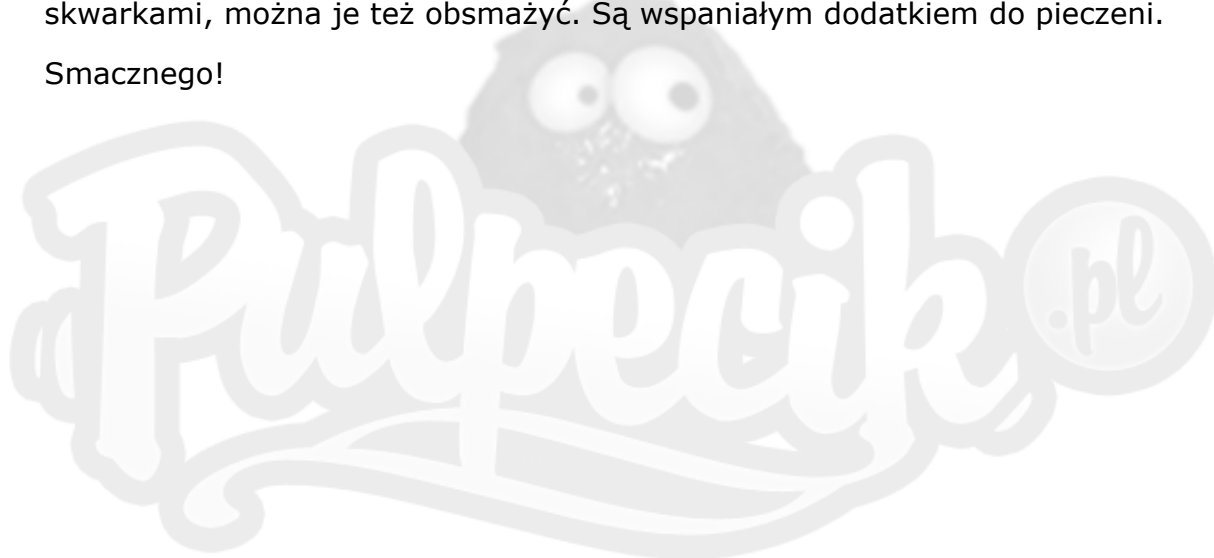 skwarkami, można je też obsmażyć. Są wspaniałym dodatkiem do pieczeni.
Smacznego!
Pulpecik.pl